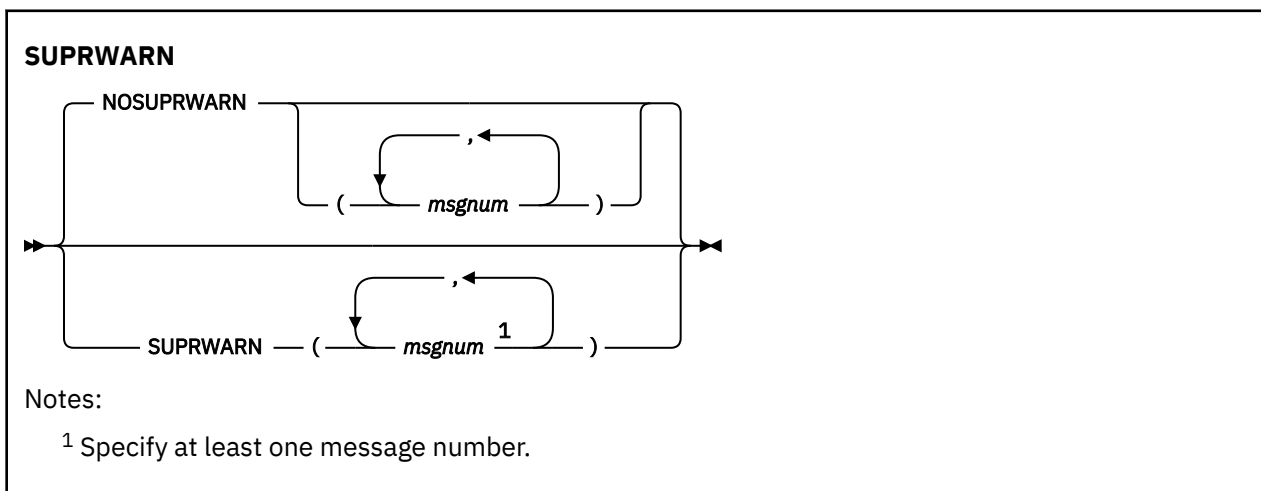 SUPRWARN
NOSUPRWARN
,
( msgnum )
,
SUPRWARN ( msgnum 1 )
Notes:
1 Specify at least one message number.